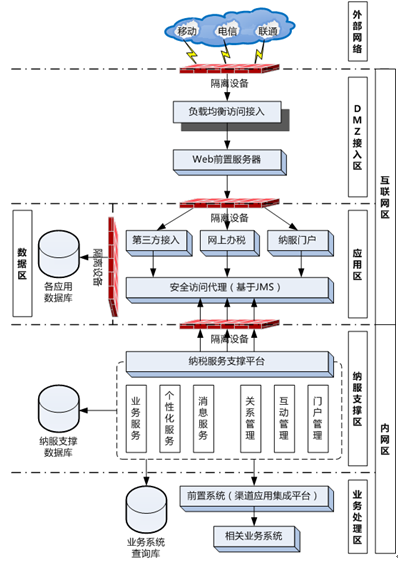 移动
电信
联通
外部网络
隔离设备
负载均衡访问接入
Web前置服务器
DMZ接入区
互联网区
隔离设备
第三方接入
网上办税
纳服门户
安全访问代理（基于JMS）
应用区
数据区
各应用
数据库
隔离设备
隔离设备
纳税服务支撑平台
业务服务
个性化服务
消息服务
关系管理
互动管理
门户管理
纳服支撑
数据库
纳服支撑区
内网区
业务系统
查询库
前置系统（渠道应用集成平台）
相关业务系统
业务处理区